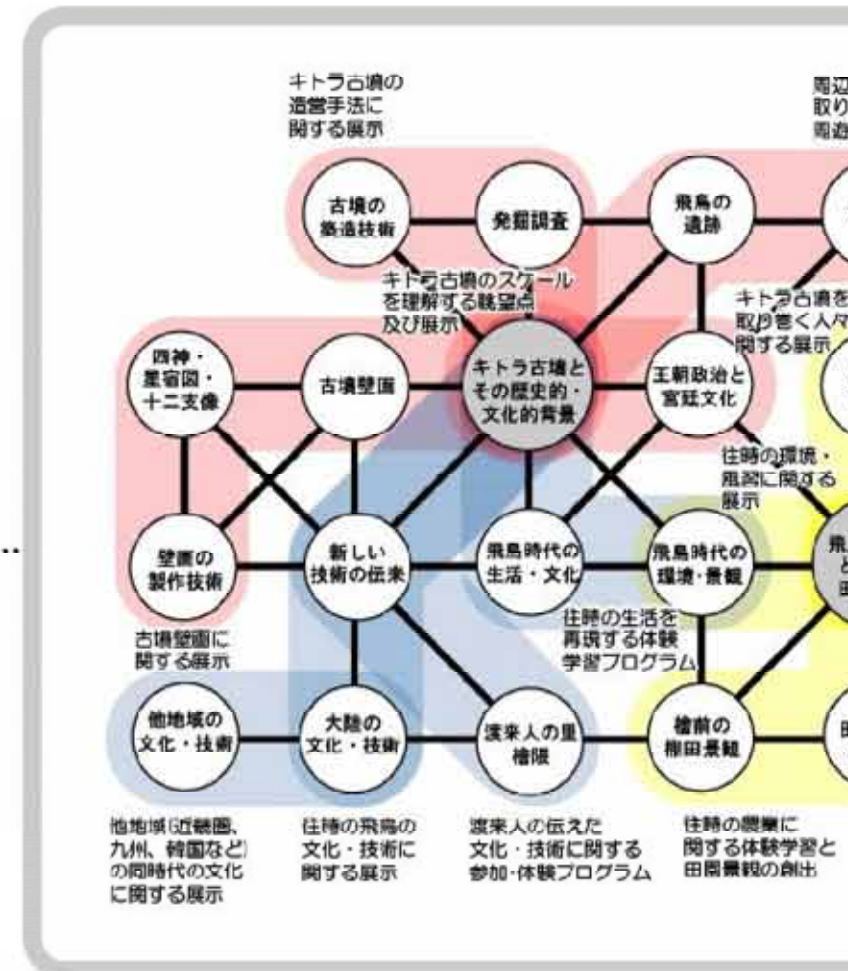 キトラ古墳の
造営手法に
関する展示
周辺
取り
周遊
古墳の
築造技術
発掘調査
飛鳥の
遺跡
キトラ古墳のスケール
を理解する眺望点
及び展示
キトラ古墳を
取り巻く人々
関する展示
四神・
星宿図・
十二支像
古墳壁画
キトラ古墳と
その歴史的・
文化的背景
王朝政治と
宮廷文化
往時の環境・
風習に関する
展示
‥
壁画の
製作技術
新しい
技術の伝来
飛鳥時代の
生活・文化
飛鳥時代の
環境・景観
飛
と
古墳壁画に
関する展示
往時の生活を
再現する体験
学習プログラム
他地域の
文化・技術
大陸の
文化・技術
渡来人の里
檜隈
檜前の
棚田景観
他地域(近畿圏、
九州、韓国など)
の同時代の文化
に関する展示
往時の飛鳥の
文化・技術に
関する展示
渡来人の伝えた
文化・技術に関する
参加・体験プログラム
往時の農業に
関する体験学習と
田園景観の創出